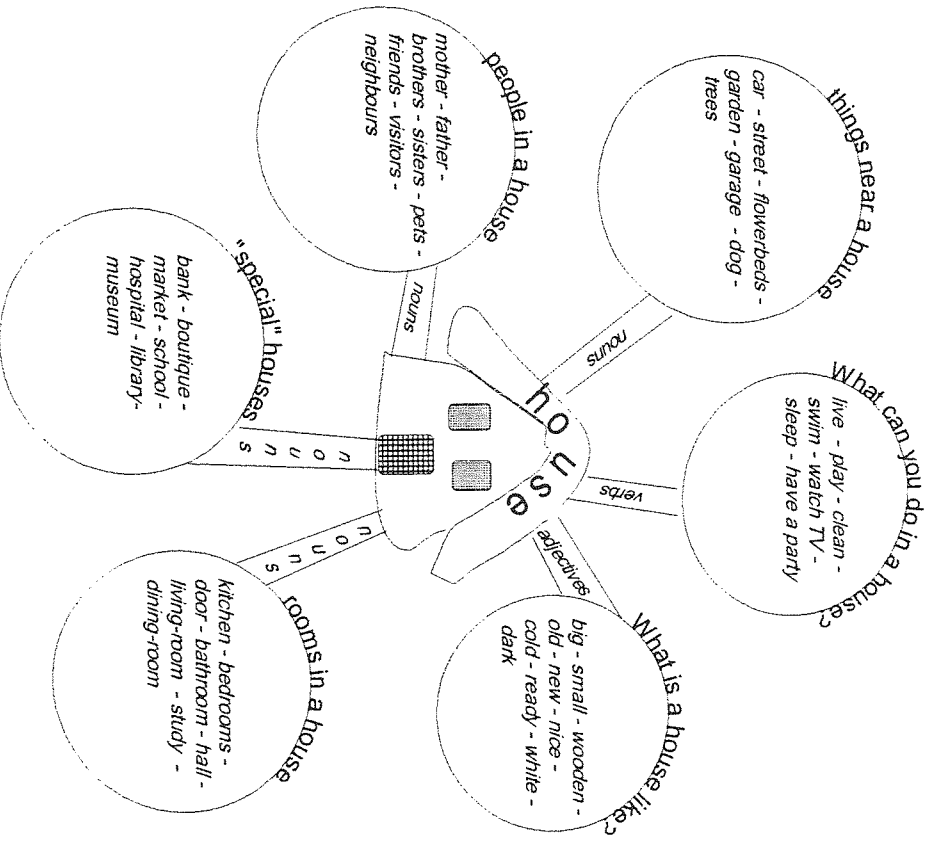 things near a house
car - street - flowerbeds -
garden - garage - dog -
trees
nouns
What can you do in a house?
live - play - clean -
swim - watch TV -
sleep - have a party
verbs
What is a house like?
big - small - wooden -
old - new - nice -
cold - ready - white -
dark
adjectives
house
people in a house
mother - father -
brothers - sisters - pets -
friends - visitors -
neighbours
nouns
"special" houses
bank - boutique -
market - school -
hospital - library-
museum
nouns
rooms in a house
kitchen - bedrooms -
door - bathroom - hall -
living-room - study -
dining-room
nouns